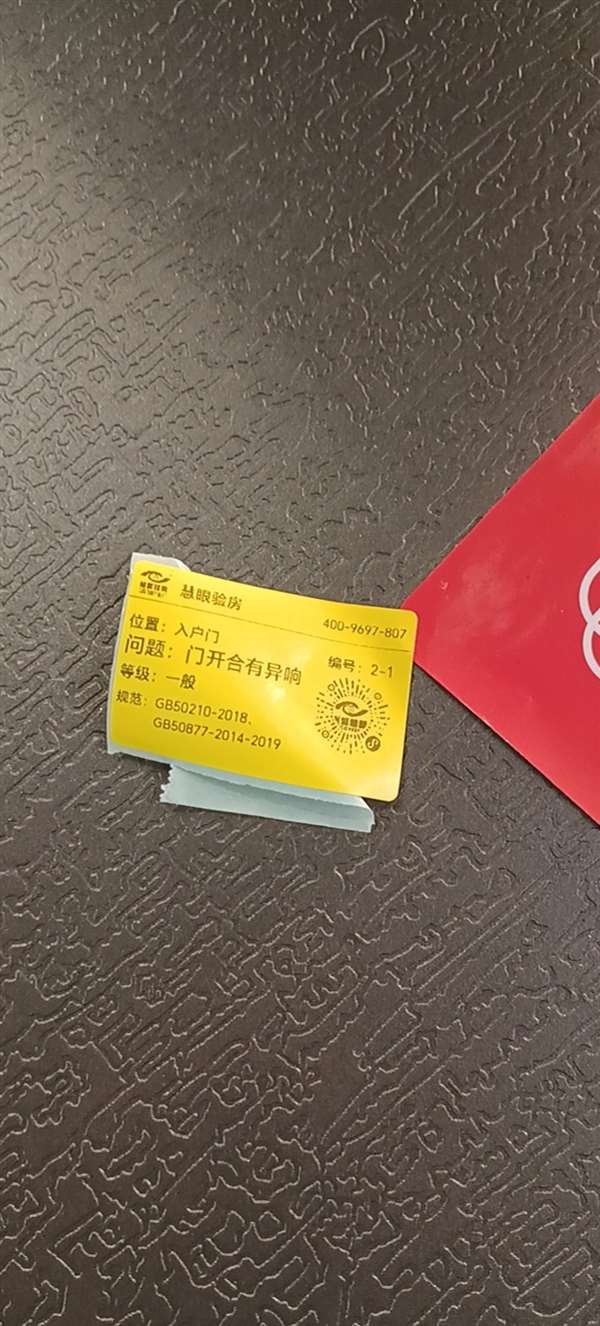 慧眼验房
400-9697-807
位置：入户门
问题：门开合有异响
编号：2-1
等级：一般
规范：GB50210-2018、
GB50877-2014-2019